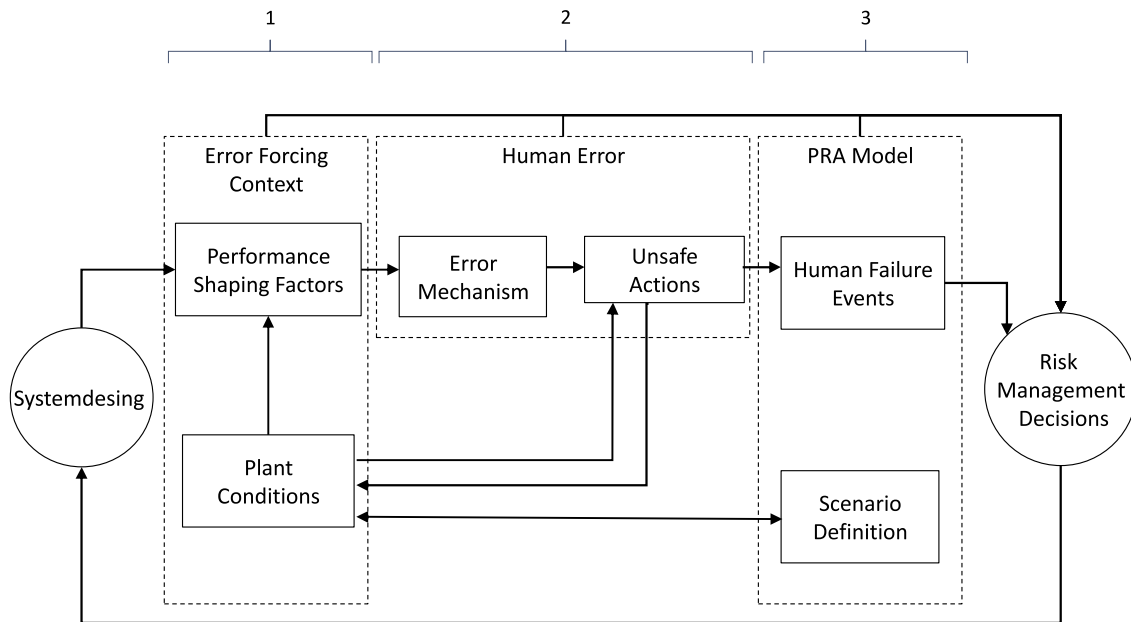 1
2
3
Error Forcing
Context
Human Error
PRA Model
Performance
Shaping Factors
Error
Mechanism
Unsafe
Actions
Human Failure
Events
Systemdesing
Risk
Management
Decisions
Plant
Conditions
Scenario
Definition